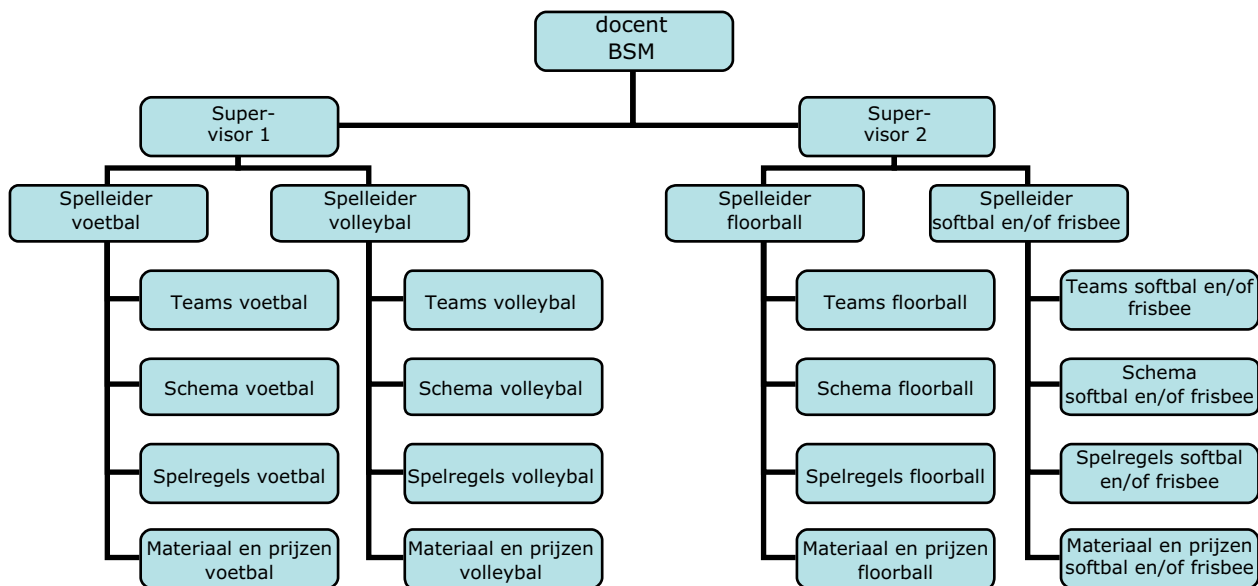 docent
BSM
Super-
visor 1
Super-
visor 2
Spelleider
voetbal
Spelleider
volleybal
Spelleider
floorball
Spelleider
softbal en/of frisbee
Teams voetbal
Teams volleybal
Teams floorball
Teams softbal en/of
frisbee
Schema voetbal
Schema volleybal
Schema floorball
Schema
softbal en/of frisbee
Spelregels voetbal
Spelregels volleybal
Spelregels floorball
Spelregels softbal
en/of frisbee
Materiaal en prijzen
voetbal
Materiaal en prijzen
volleybal
Materiaal en prijzen
floorball
Materiaal en prijzen
softbal en/of frisbee